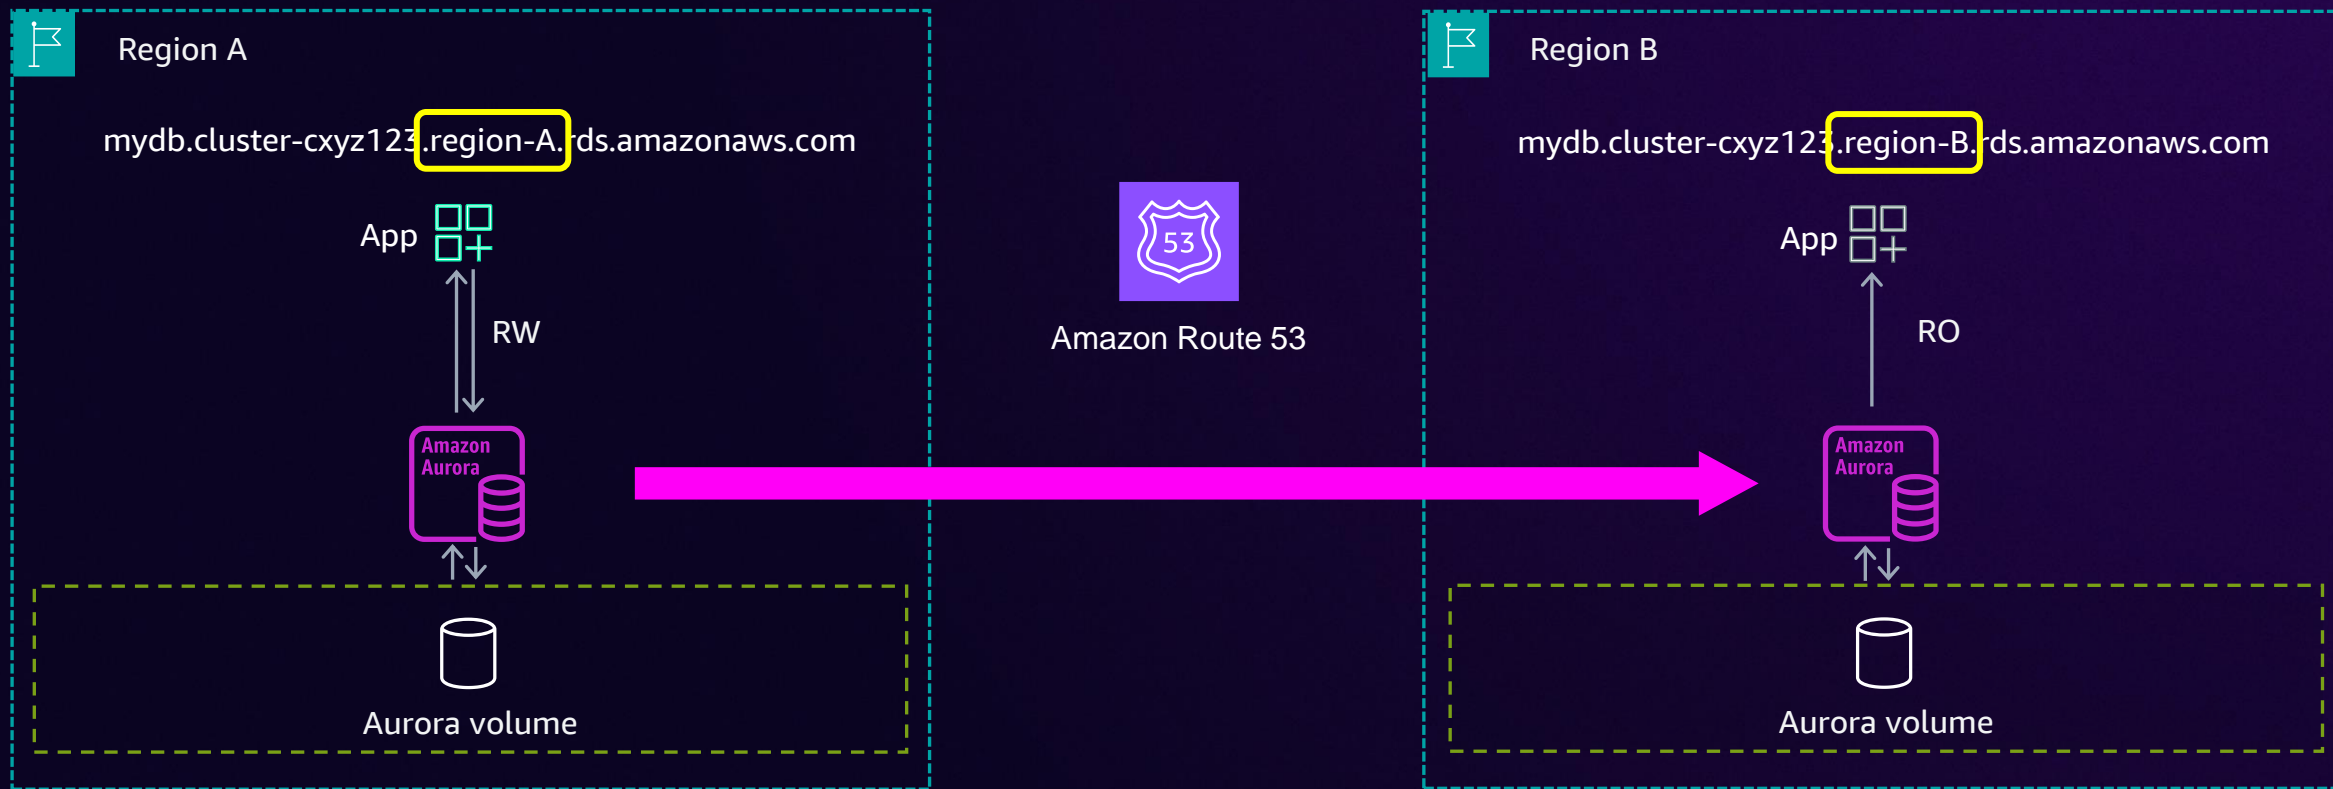 Region A
mydb.cluster-cxyz123.region-A.rds.amazonaws.com
App
RW
Amazon
Aurora
Aurora volume
53
Amazon Route 53
Region B
mydb.cluster-cxyz123.region-B.rds.amazonaws.com
App
RO
Amazon
Aurora
Aurora volume